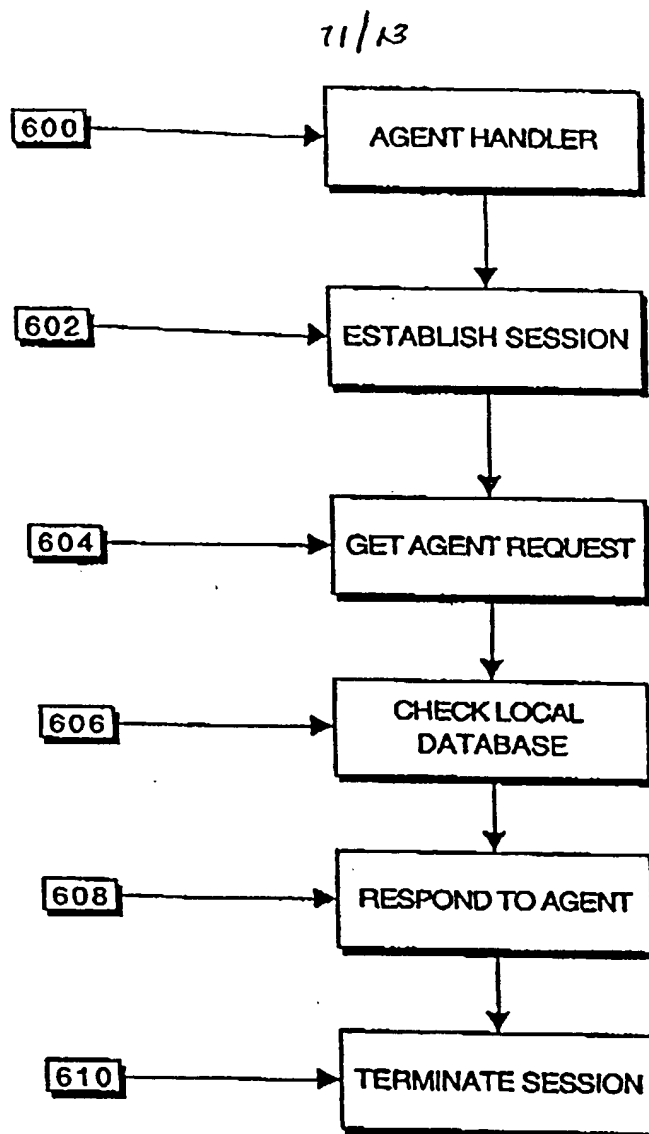 11/13
600
AGENT HANDLER
602
ESTABLISH SESSION
604
GET AGENT REQUEST
606
CHECK LOCAL
DATABASE
608
RESPOND TO AGENT
610
TERMINATE SESSION